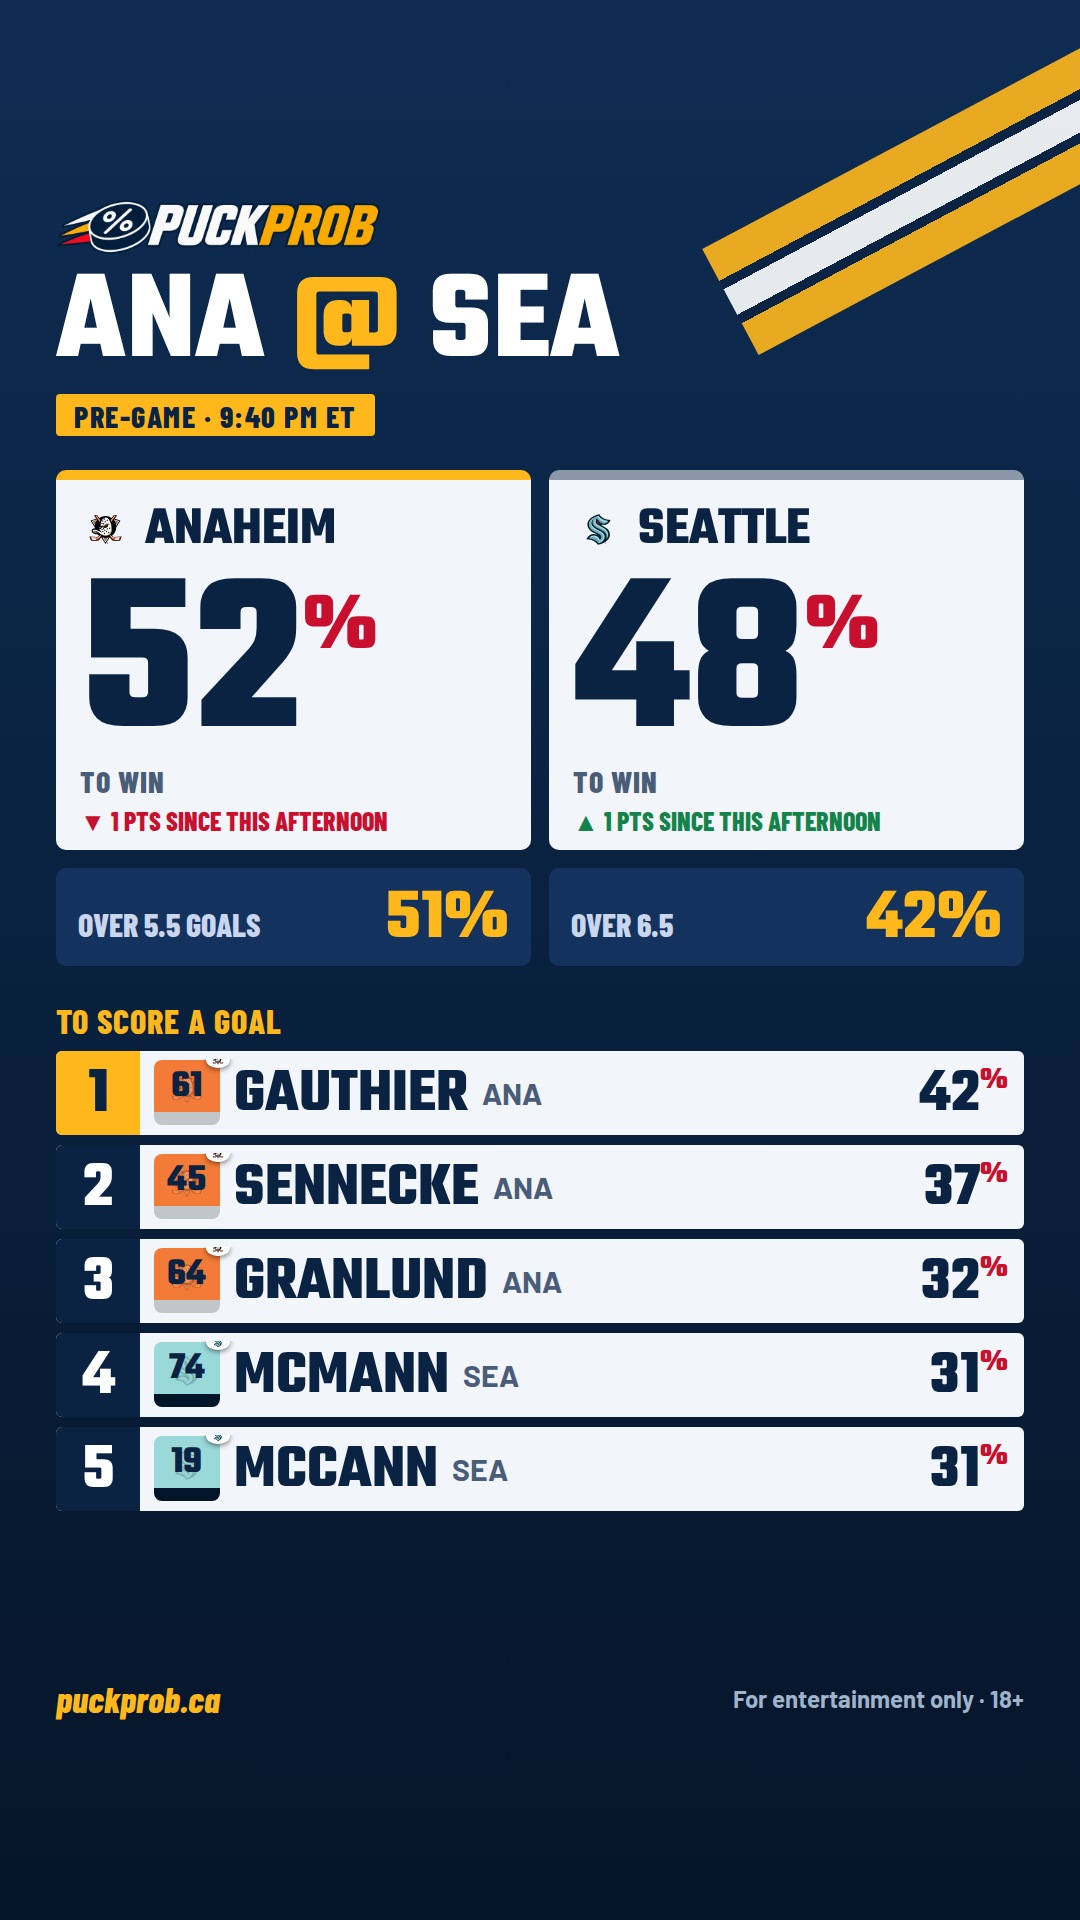 % PUCKPROB
ANA @ SEA
PRE-GAME · 9:40 PM ET
ANAHEIM
52%
TO WIN
▼ 1 PTS SINCE THIS AFTERNOON
SEATTLE
48%
TO WIN
▲ 1 PTS SINCE THIS AFTERNOON
OVER 5.5 GOALS 51%
OVER 6.5 42%
TO SCORE A GOAL
1 61 GAUTHIER ANA 42%
2 45 SENNECKE ANA 37%
3 64 GRANLUND ANA 32%
4 74 MCMANN SEA 31%
5 19 MCCANN SEA 31%
puckprob.ca
For entertainment only · 18+